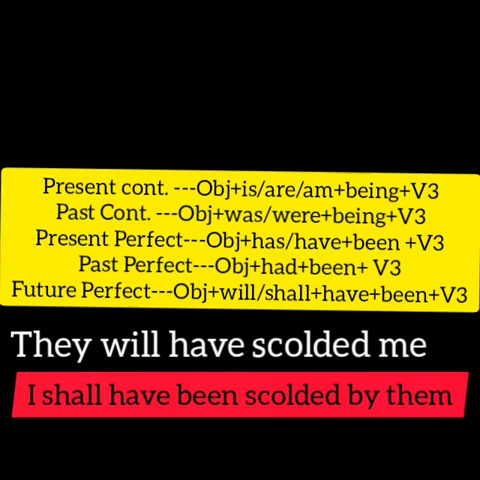 Present cont. ---Obj+is/are/am+being+V3
Past Cont. ---Obj+was/were+being+V3
Present Perfect---Obj+has/have+been +V3
Past Perfect---Obj+had+been+ V3
Future Perfect---Obj+will/shall+have+been+V3
They will have scolded me
I shall have been scolded by them